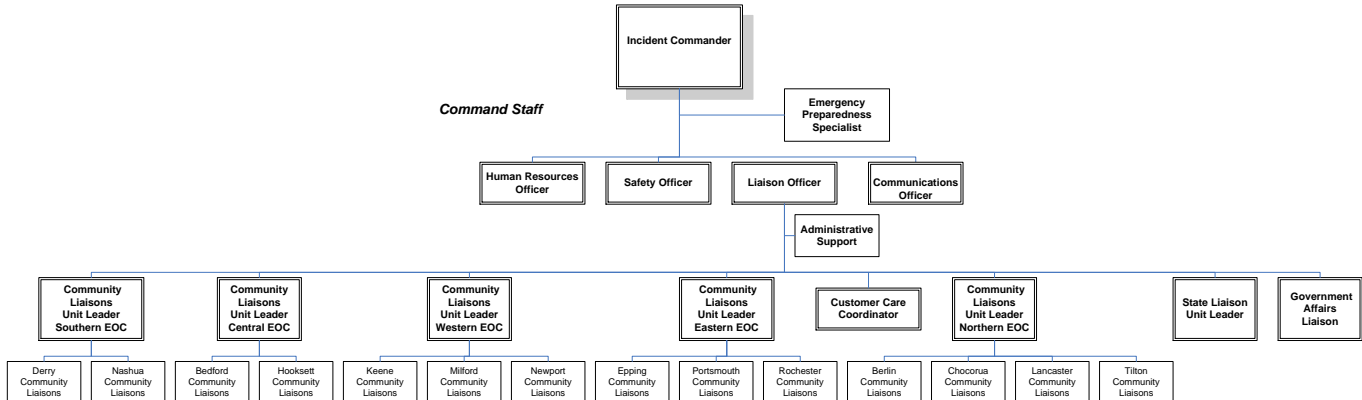 Incident Commander
Command Staff
Emergency
Preparedness
Specialist
Human Resources
Officer
Safety Officer
Liaison Officer
Communications
Officer
Administrative
Support
Community
Liaisons
Unit Leader
Southern EOC
Community
Liaisons
Unit Leader
Central EOC
Community
Liaisons
Unit Leader
Western EOC
Community
Liaisons
Unit Leader
Eastern EOC
Customer Care
Coordinator
Community
Liaisons
Unit Leader
Northern EOC
State Liaison
Unit Leader
Government
Affairs
Liaison
Derry
Community
Liaisons
Nashua
Community
Liaisons
Bedford
Community
Liaisons
Hooksett
Community
Liaisons
Keene
Community
Liaisons
Milford
Community
Liaisons
Newport
Community
Liaisons
Epping
Community
Liaisons
Portsmouth
Community
Liaisons
Rochester
Community
Liaisons
Berlin
Community
Liaisons
Chocorua
Community
Liaisons
Lancaster
Community
Liaisons
Tilton
Community
Liaisons